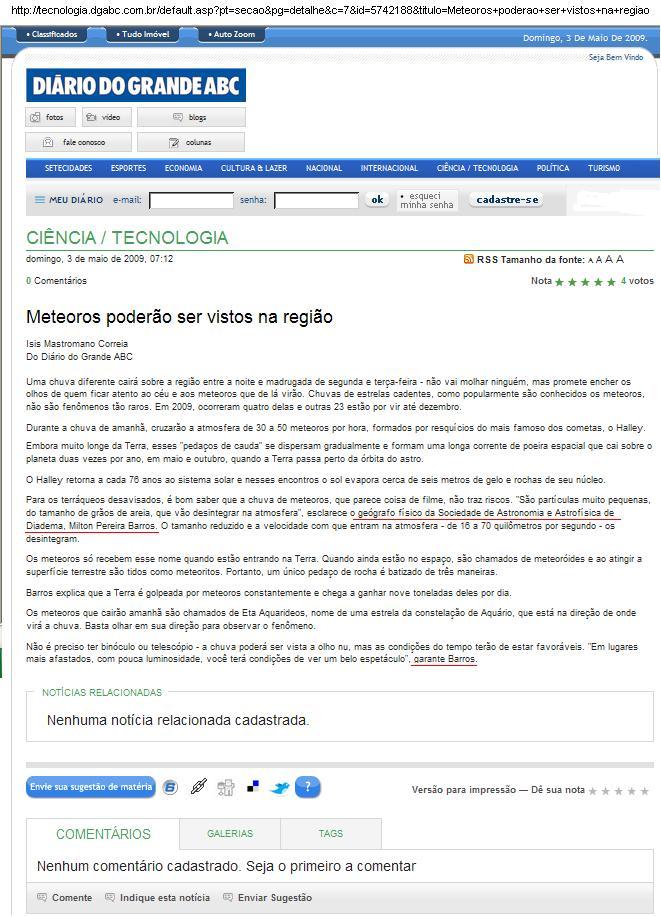 http://tecnologia.dgabc.com.br/default.asp?pt=secao&pg=detalhe&c=7&id=5742188&titulo=Meteoros+poderao+ser+vistos+na+regiao
• Classificados • Tudo Imóvel • Auto Zoom Domingo, 3 De Maio De 2009.
Seja Bem Vindo
DIÁRIO DO GRANDE ABC
fotos vídeo blogs
fale conosco colunas
SETECIDADES ESPORTES ECONOMIA CULTURA & LAZER NACIONAL INTERNACIONAL CIÊNCIA / TECNOLOGIA POLÍTICA TURISMO
MEU DIÁRIO e-mail: senha: ok • esqueci
minha senha cadastre-se
CIÊNCIA / TECNOLOGIA
domingo, 3 de maio de 2009, 07:12 RSS Tamanho da fonte: A A A A
0 Comentários Nota 4 votos
Meteoros poderão ser vistos na região
Isis Mastromano Correia
Do Diário do Grande ABC
Uma chuva diferente cairá sobre a região entre a noite e madrugada de segunda e terça-feira - não vai molhar ninguém, mas promete encher os
olhos de quem ficar atento ao céu e aos meteoros que de lá virão. Chuvas de estrelas cadentes, como popularmente são conhecidos os meteoros,
não são fenômenos tão raros. Em 2009, ocorreram quatro delas e outras 23 estão por vir até dezembro.
Durante a chuva de amanhã, cruzarão a atmosfera de 30 a 50 meteoros por hora, formados por resquícios do mais famoso dos cometas, o Halley.
Embora muito longe da Terra, esses "pedaços de cauda" se dispersam gradualmente e formam uma longa corrente de poeira espacial que cai sobre o
planeta duas vezes por ano, em maio e outubro, quando a Terra passa perto da órbita do astro.
O Halley retorna a cada 76 anos ao sistema solar e nesses encontros o sol evapora cerca de seis metros de gelo e rochas de seu núcleo.
Para os terráqueos desavisados, é bom saber que a chuva de meteoros, que parece coisa de filme, não traz riscos. "São partículas muito pequenas,
do tamanho de grãos de areia, que vão desintegrar na atmosfera", esclarece o geógrafo físico da Sociedade de Astronomia e Astrofísica de
Diadema, Milton Pereira Barros. O tamanho reduzido e a velocidade com que entram na atmosfera - de 16 a 70 quilômetros por segundo - os
desintegram.
Os meteoros só recebem esse nome quando estão entrando na Terra. Quando ainda estão no espaço, são chamados de meteoróides e ao atingir a
superfície terrestre são tidos como meteoritos. Portanto, um único pedaço de rocha é batizado de três maneiras.
Barros explica que a Terra é golpeada por meteoros constantemente e chega a ganhar nove toneladas deles por dia.
Os meteoros que cairão amanhã são chamados de Eta Aquarídeos, nome de uma estrela da constelação de Aquário, que está na direção de onde
virá a chuva. Basta olhar em sua direção para observar o fenômeno.
Não é preciso ter binóculo ou telescópio - a chuva poderá ser vista a olho nu, mas as condições do tempo terão de estar favoráveis. "Em lugares
mais afastados, com pouca luminosidade, você terá condições de ver um belo espetáculo", garante Barros.
NOTÍCIAS RELACIONADAS
Nenhuma notícia relacionada cadastrada.
Envie sua sugestão de matéria ? Versão para impressão — Dê sua nota
COMENTÁRIOS GALERIAS TAGS
Nenhum comentário cadastrado. Seja o primeiro a comentar
Comente Indique esta notícia Enviar Sugestão